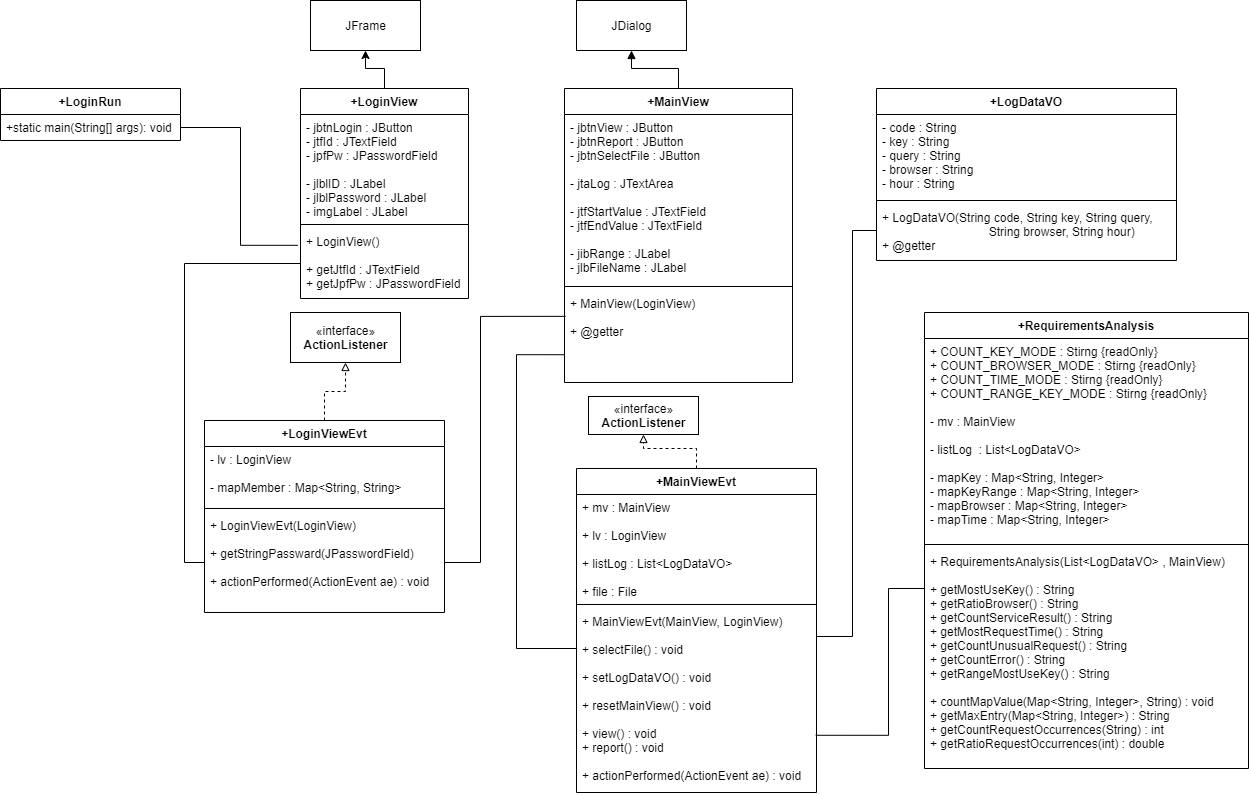 JFrame
JDialog
+LoginRun
+static main(String[] args): void
+LoginView
- jbtnLogin : JButton
- jtfId : JTextField
- jpfPw : JPasswordField
- jlblID : JLabel
- jlblPassword : JLabel
- imgLabel : JLabel
+ LoginView()
+ getJtfId : JTextField
+ getJpfPw : JPasswordField
+MainView
- jbtnView : JButton
- jbtnReport : JButton
- jbtnSelectFile : JButton
- jtaLog : JTextArea
- jtfStartValue : JTextField
- jtfEndValue : JTextField
- jibRange : JLabel
- jlbFileName : JLabel
+ MainView(LoginView)
+ @getter
+LogDataVO
- code : String
- key : String
- query : String
- browser : String
- hour : String
+ LogDataVO(String code, String key, String query,
String browser, String hour)
+ @getter
«interface»
ActionListener
+LoginViewEvt
- lv : LoginView
- mapMember : Map<String, String>
+ LoginViewEvt(LoginView)
+ getStringPassward(JPasswordField)
+ actionPerformed(ActionEvent ae) : void
«interface»
ActionListener
+MainViewEvt
+ mv : MainView
+ lv : LoginView
+ listLog : List<LogDataVO>
+ file : File
+ MainViewEvt(MainView, LoginView)
+ selectFile() : void
+ setLogDataVO() : void
+ resetMainView() : void
+ view() : void
+ report() : void
+ actionPerformed(ActionEvent ae) : void
+RequirementsAnalysis
+ COUNT_KEY_MODE : Stirng {readOnly}
+ COUNT_BROWSER_MODE : Stirng {readOnly}
+ COUNT_TIME_MODE : Stirng {readOnly}
+ COUNT_RANGE_KEY_MODE : Stirng {readOnly}
- mv : MainView
- listLog : List<LogDataVO>
- mapKey : Map<String, Integer>
- mapKeyRange : Map<String, Integer>
- mapBrowser : Map<String, Integer>
- mapTime : Map<String, Integer>
+ RequirementsAnalysis(List<LogDataVO> , MainView)
+ getMostUseKey() : String
+ getRatioBrowser() : String
+ getCountServiceResult() : String
+ getMostRequestTime() : String
+ getCountUnusualRequest() : String
+ getCountError() : String
+ getRangeMostUseKey() : String
+ countMapValue(Map<String, Integer>, String) : void
+ getMaxEntry(Map<String, Integer>) : String
+ getCountRequestOccurrences(String) : int
+ getRatioRequestOccurrences(int) : double